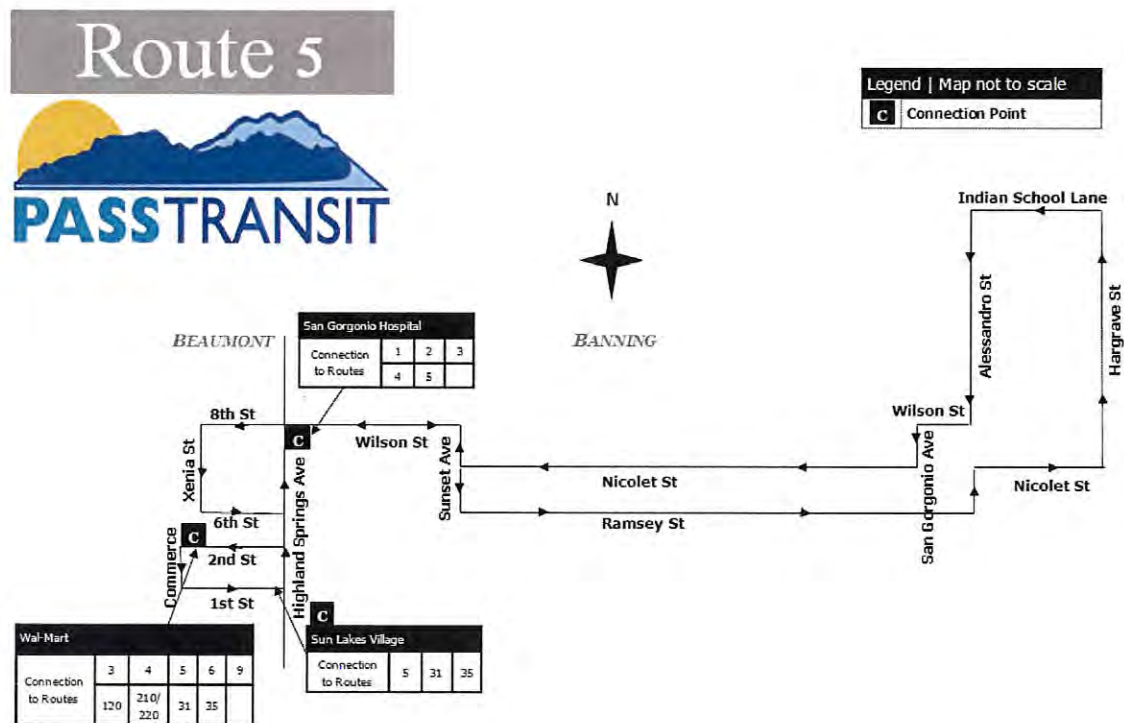 Route 5
PASSTRANSIT
Legend | Map not to scale
C Connection Point
N
BEAUMONT
BANNING
Indian School Lane
Alessandro St
Hargrave St
San Gorgonio Hospital
Connection to Routes
1 2 3
4 5
8th St
C
Wilson St
Wilson St
Xenia St
Highland Springs Ave
Sunset Ave
San Gorgonio Ave
Nicolet St
Nicolet St
6th St
Ramsey St
C
2nd St
Commerce
1st St
C
Wal-Mart
Connection to Routes
3 4 5 6 9
120 210/220 31 35
Sun Lakes Village
Connection to Routes
5 31 35